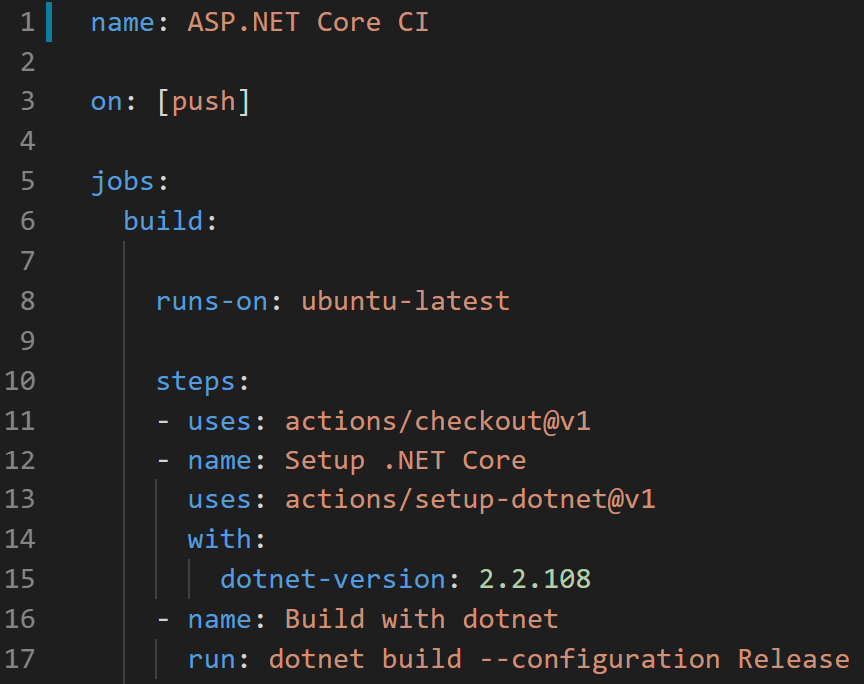 1 name: ASP.NET Core CI
2
3 on: [push]
4
5 jobs:
6   build:
7
8     runs-on: ubuntu-latest
9
10     steps:
11     - uses: actions/checkout@v1
12     - name: Setup .NET Core
13       uses: actions/setup-dotnet@v1
14       with:
15         dotnet-version: 2.2.108
16     - name: Build with dotnet
17       run: dotnet build --configuration Release